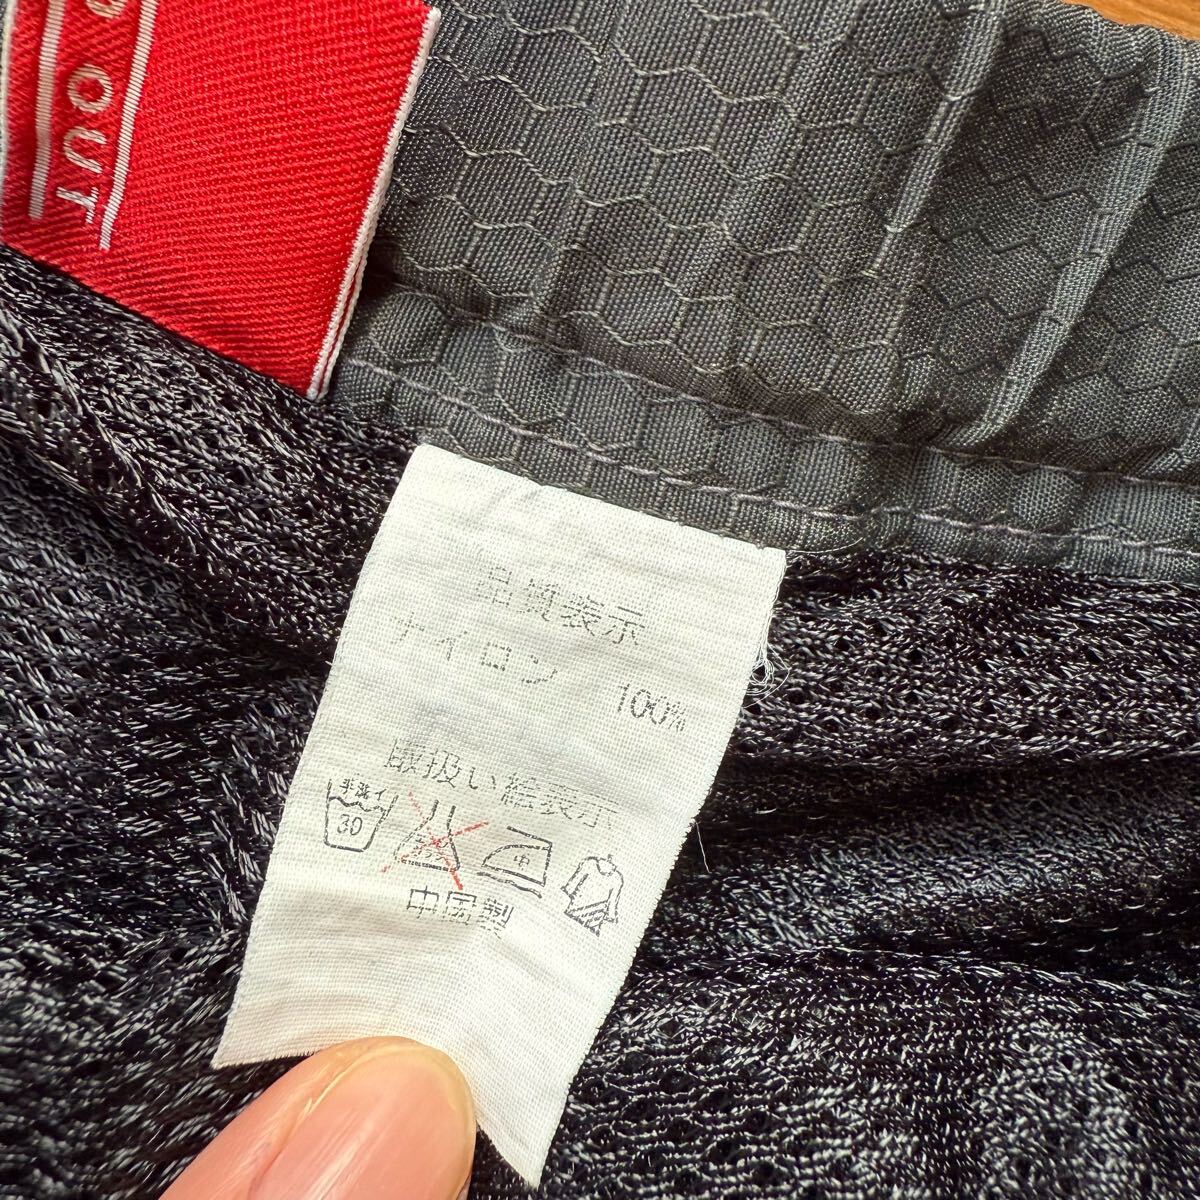 OUT
品質表示
ナイロン 100%
取扱い絵表示
手洗イ
30
中
中国製